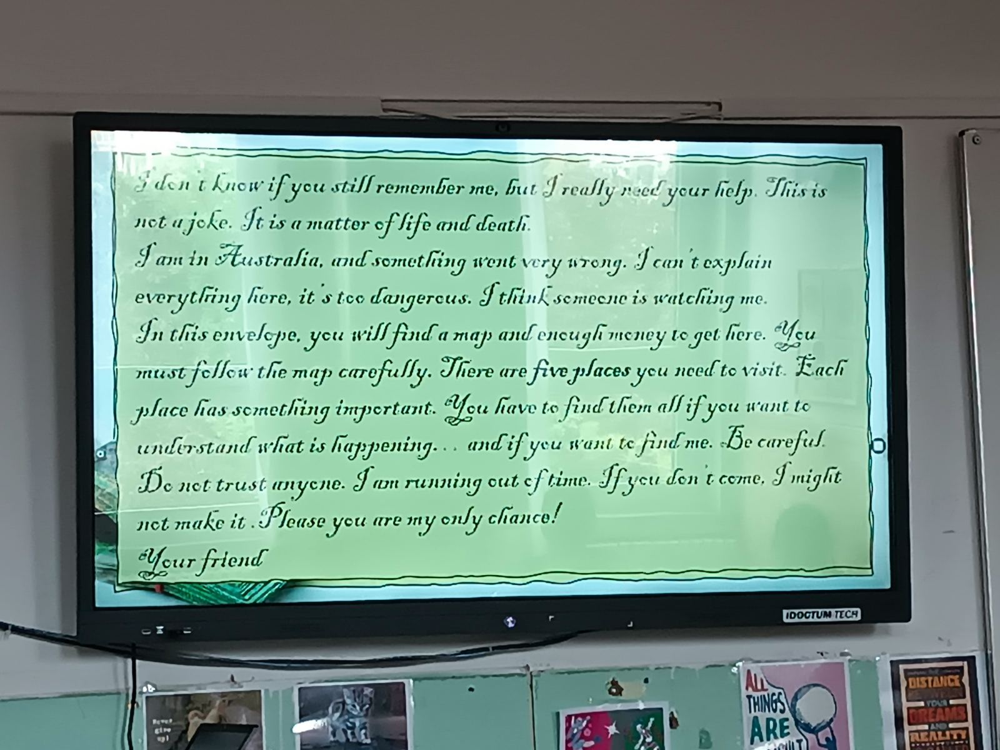 I don't know if you still remember me, but I really need your help. This is
not a joke. It is a matter of life and death.
I am in Australia, and something went very wrong. I can't explain
everything here, it's too dangerous. I think someone is watching me.
In this envelope, you will find a map and enough money to get here. You
must follow the map carefully. There are five places you need to visit. Each
place has something important. You have to find them all if you want to
understand what is happening... and if you want to find me. Be careful.
Do not trust anyone. I am running out of time. If you don't come, I might
not make it . Please you are my only chance!
Your friend
IDOCTUM TECH
Never
give
up!
ALL
THINGS
ARE
DISTANCE
BETWEEN
YOUR
DREAMS
AND
REALITY